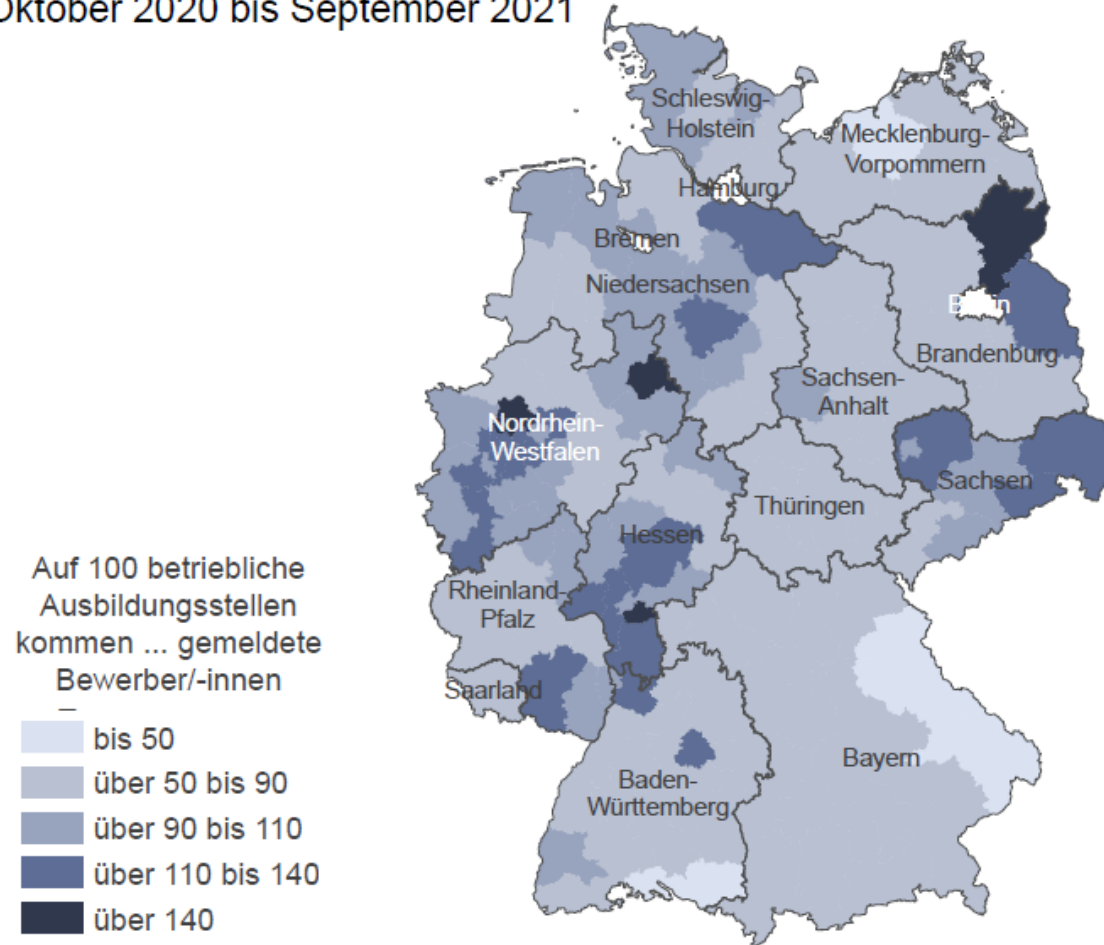 Oktober 2020 bis September 2021
Schleswig-
Holstein
Mecklenburg-
Vorpommern
Hamburg
Bremen
Niedersachsen
Berlin
Brandenburg
Sachsen-
Anhalt
Nordrhein-
Westfalen
Sachsen
Thüringen
Hessen
Rheinland-
Pfalz
Saarland
Bayern
Baden-
Württemberg
Auf 100 betriebliche
Ausbildungsstellen
kommen ... gemeldete
Bewerber/-innen
bis 50
über 50 bis 90
über 90 bis 110
über 110 bis 140
über 140